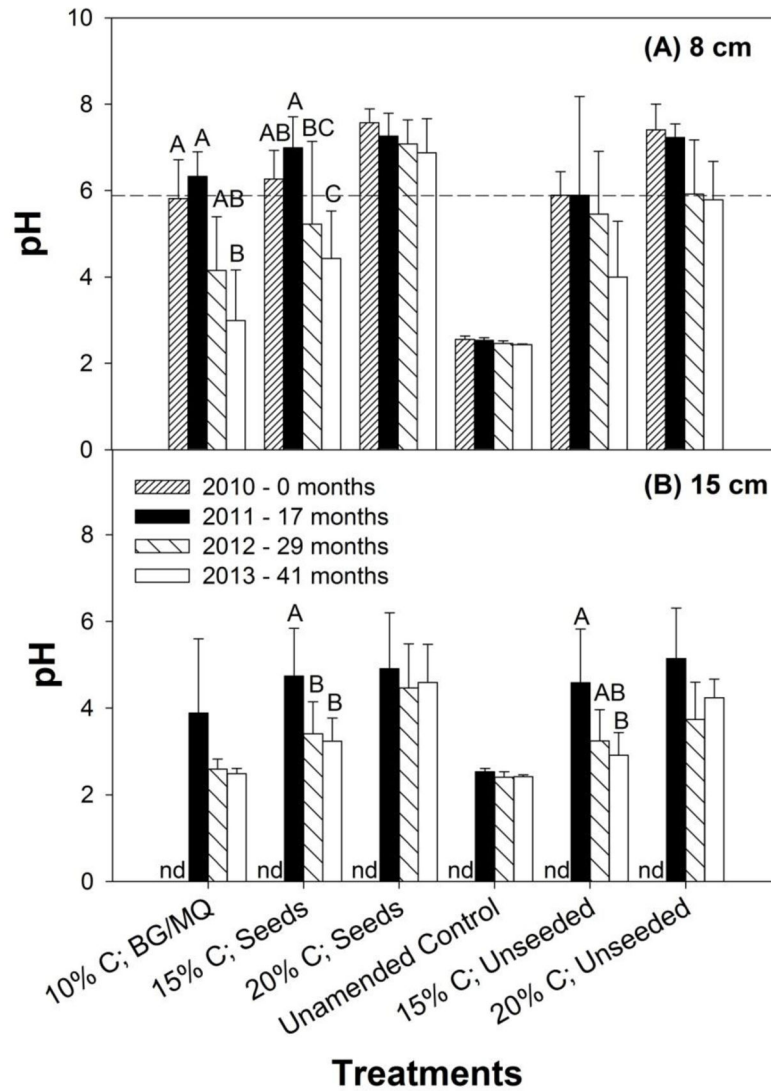 10
(A) 8 cm
A
A
A
AB
BC
8
AB
C
6
B
pH
4
2
0
(B) 15 cm
2010 - 0 months
2011 - 17 months
2012 - 29 months
2013 - 41 months
8
6
A
A
B
B
AB
B
pH
4
2
0
nd
nd
nd
nd
nd
nd
10% C; BG/MQ
15% C; Seeds
20% C; Seeds
Unamended Control
15% C; Unseeded
20% C; Unseeded
Treatments